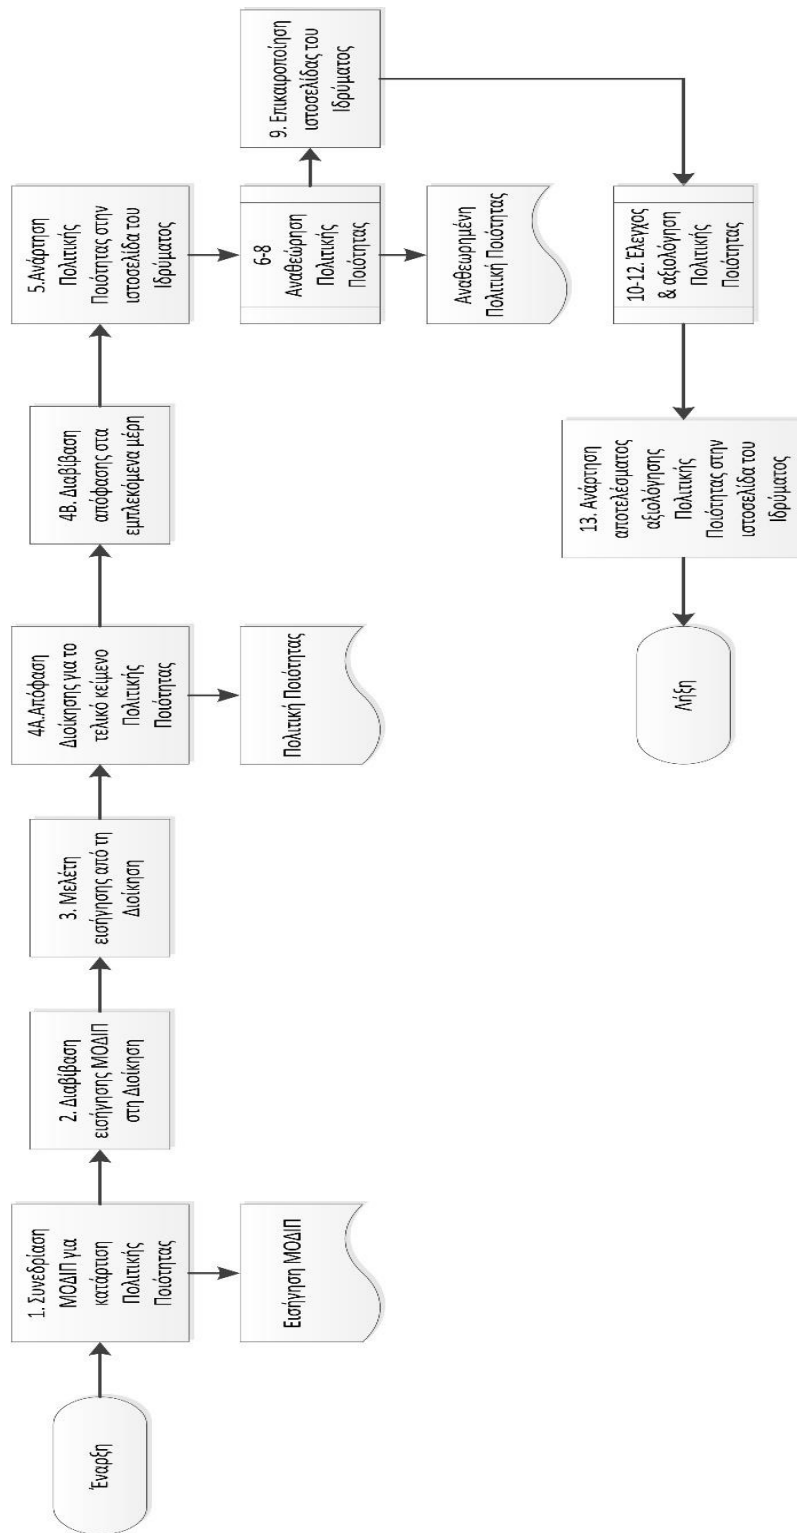 Έναρξη
1. Συνεδρίαση
ΜΟΔΙΠ για
κατάρτιση
Πολιτικής
Ποιότητας
Εισήγηση ΜΟΔΙΠ
2. Διαβίβαση
εισήγησης ΜΟΔΙΠ
στη Διοίκηση
3. Μελέτη
εισήγησης από τη
Διοίκηση
4Α.Απόφαση
Διοίκησης για το
τελικό κείμενο
Πολιτικής
Ποιότητας
Πολιτική Ποιότητας
4Β. Διαβίβαση
απόφασης στα
εμπλεκόμενα μέρη
5.Ανάρτηση
Πολιτικής
Ποιότητας στην
ιστοσελίδα του
Ιδρύματος
6-8
Αναθεώρηση
Πολιτικής
Ποιότητας
Αναθεωρημένη
Πολιτική Ποιότητας
9. Επικαιροποίηση
ιστοσελίδας του
Ιδρύματος
10-12. Έλεγχος
& αξιολόγηση
Πολιτικής
Ποιότητας
13. Ανάρτηση
αποτελέσματος
αξιολόγησης
Πολιτικής
Ποιότητας στην
ιστοσελίδα του
Ιδρύματος
Λήξη